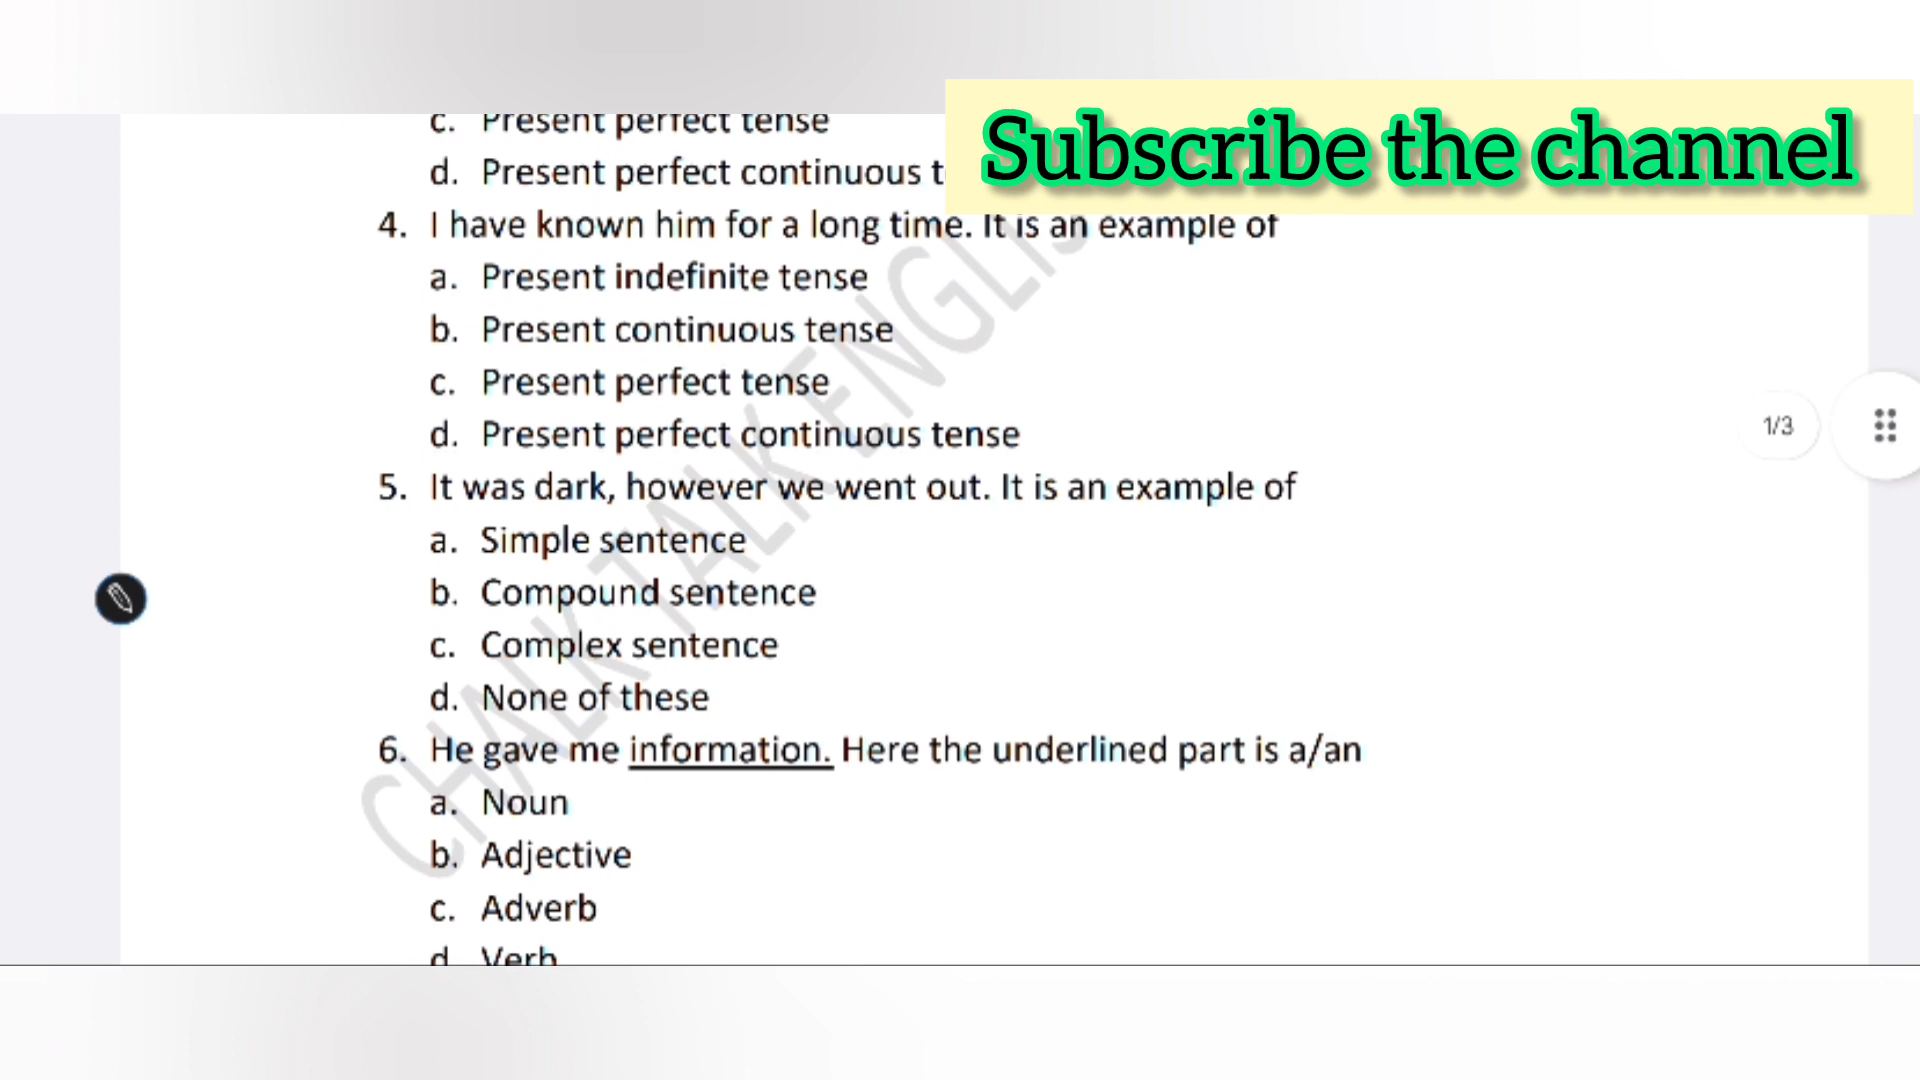 c. Present perfect tense
d. Present perfect continuous t
Subscribe the channel
4. I have known him for a long time. It is an example of
a. Present indefinite tense
b. Present continuous tense
c. Present perfect tense
d. Present perfect continuous tense
1/3
5. It was dark, however we went out. It is an example of
a. Simple sentence
b. Compound sentence
c. Complex sentence
d. None of these
6. He gave me information. Here the underlined part is a/an
a. Noun
b. Adjective
c. Adverb
d Verb
CHALK TALK ENGLIS